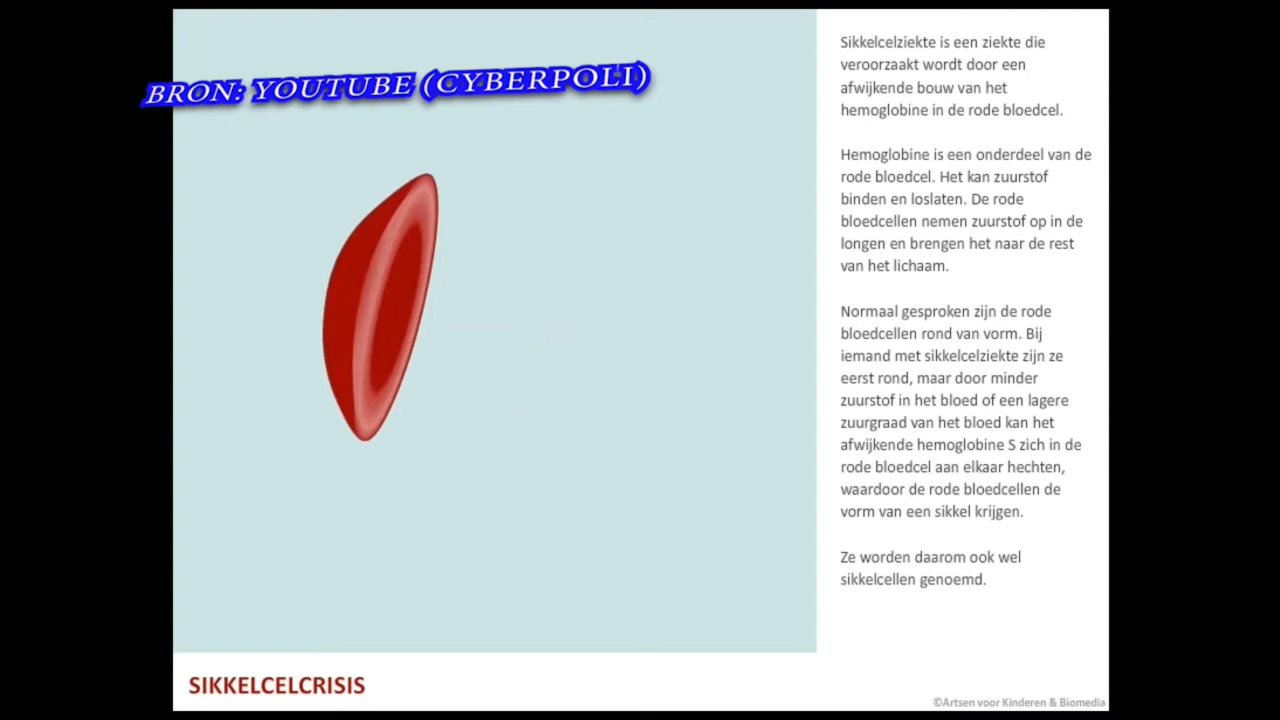 BRON: YOUTUBE (CYBERPOLI)
Sikkelcelziekte is een ziekte die
veroorzaakt wordt door een
afwijkende bouw van het
hemoglobine in de rode bloedcel.
Hemoglobine is een onderdeel van de
rode bloedcel. Het kan zuurstof
binden en loslaten. De rode
bloedcellen nemen zuurstof op in de
longen en brengen het naar de rest
van het lichaam.
Normaal gesproken zijn de rode
bloedcellen rond van vorm. Bij
iemand met sikkelcelziekte zijn ze
eerst rond, maar door minder
zuurstof in het bloed of een lagere
zuurgraad van het bloed kan het
afwijkende hemoglobine S zich in de
rode bloedcel aan elkaar hechten,
waardoor de rode bloedcellen de
vorm van een sikkel krijgen.
Ze worden daarom ook wel
sikkelcellen genoemd.
SIKKELCELCRISIS
©Artsen voor Kinderen & Biomedia